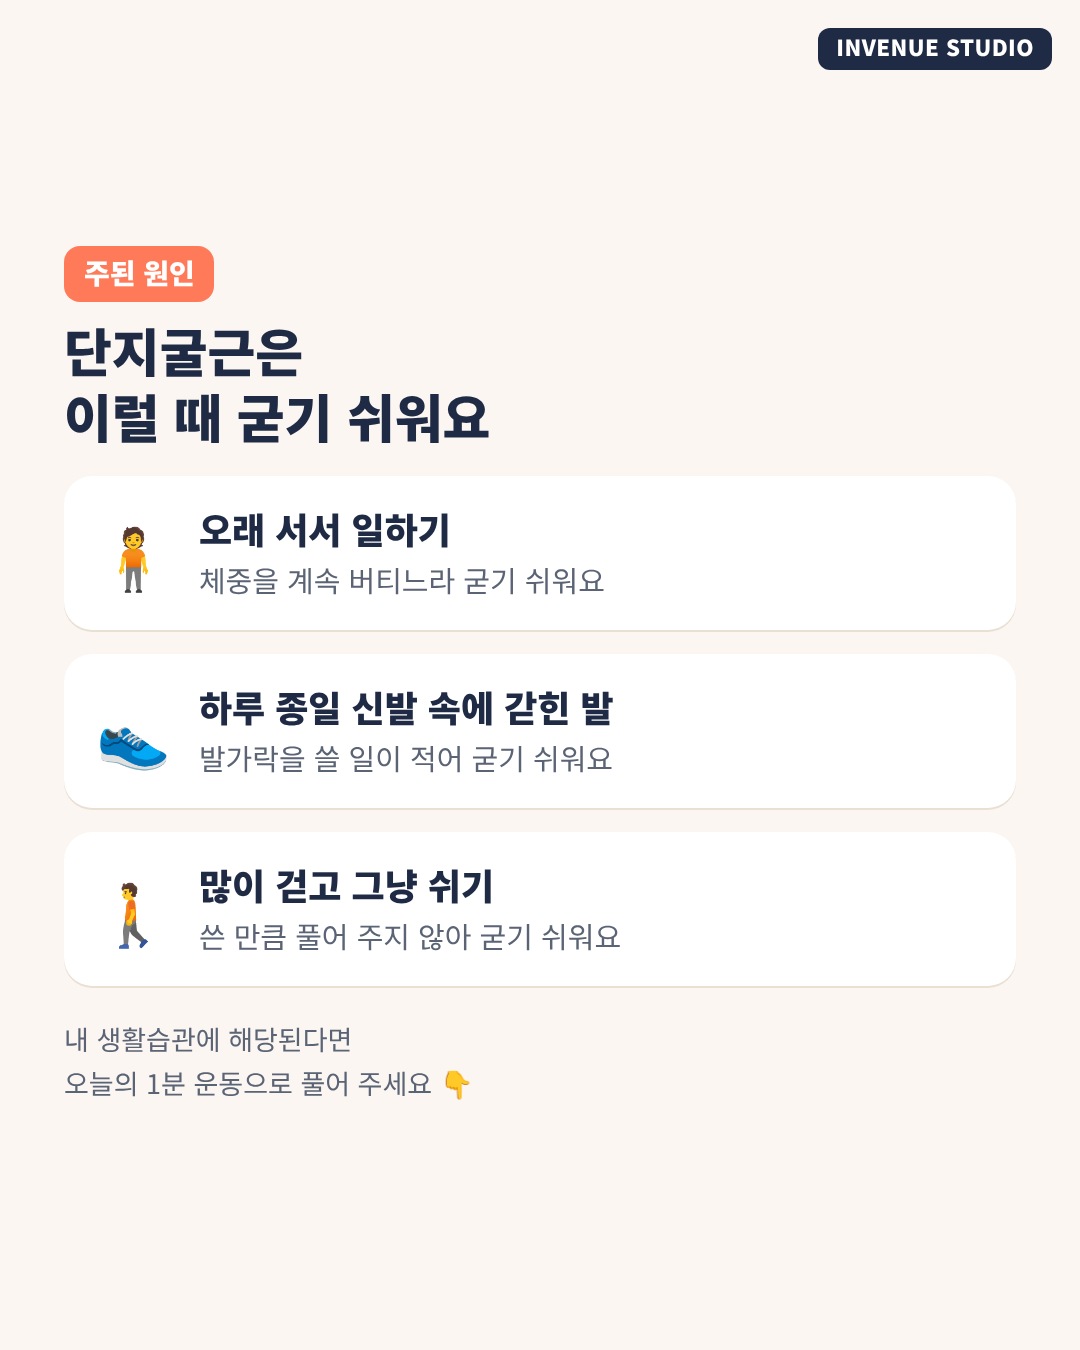 INVENUE STUDIO
주된 원인
단지굴근은
이럴 때 굳기 쉬워요
오래 서서 일하기
체중을 계속 버티느라 굳기 쉬워요
하루 종일 신발 속에 갇힌 발
발가락을 쓸 일이 적어 굳기 쉬워요
많이 걷고 그냥 쉬기
쓴 만큼 풀어 주지 않아 굳기 쉬워요
내 생활습관에 해당된다면
오늘의 1분 운동으로 풀어 주세요 👇